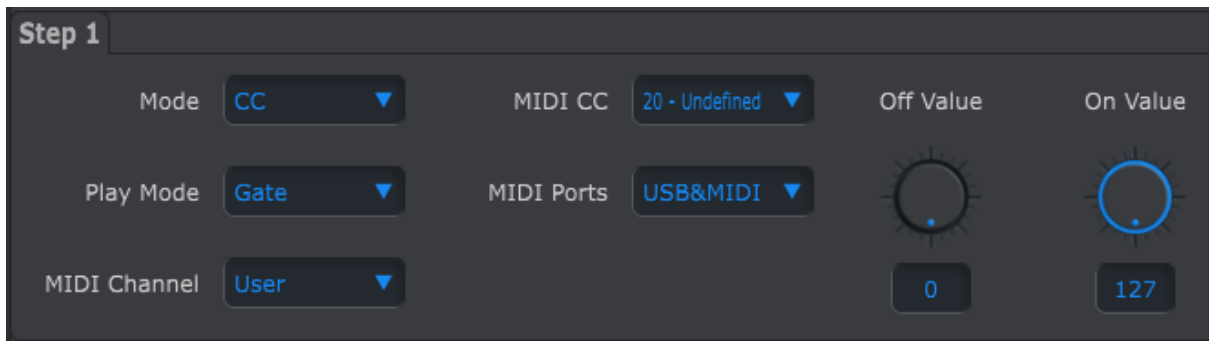 Step 1
Mode CC MIDI CC 20 - Undefined Off Value On Value
Play Mode Gate MIDI Ports USB&MIDI
MIDI Channel User 0 127